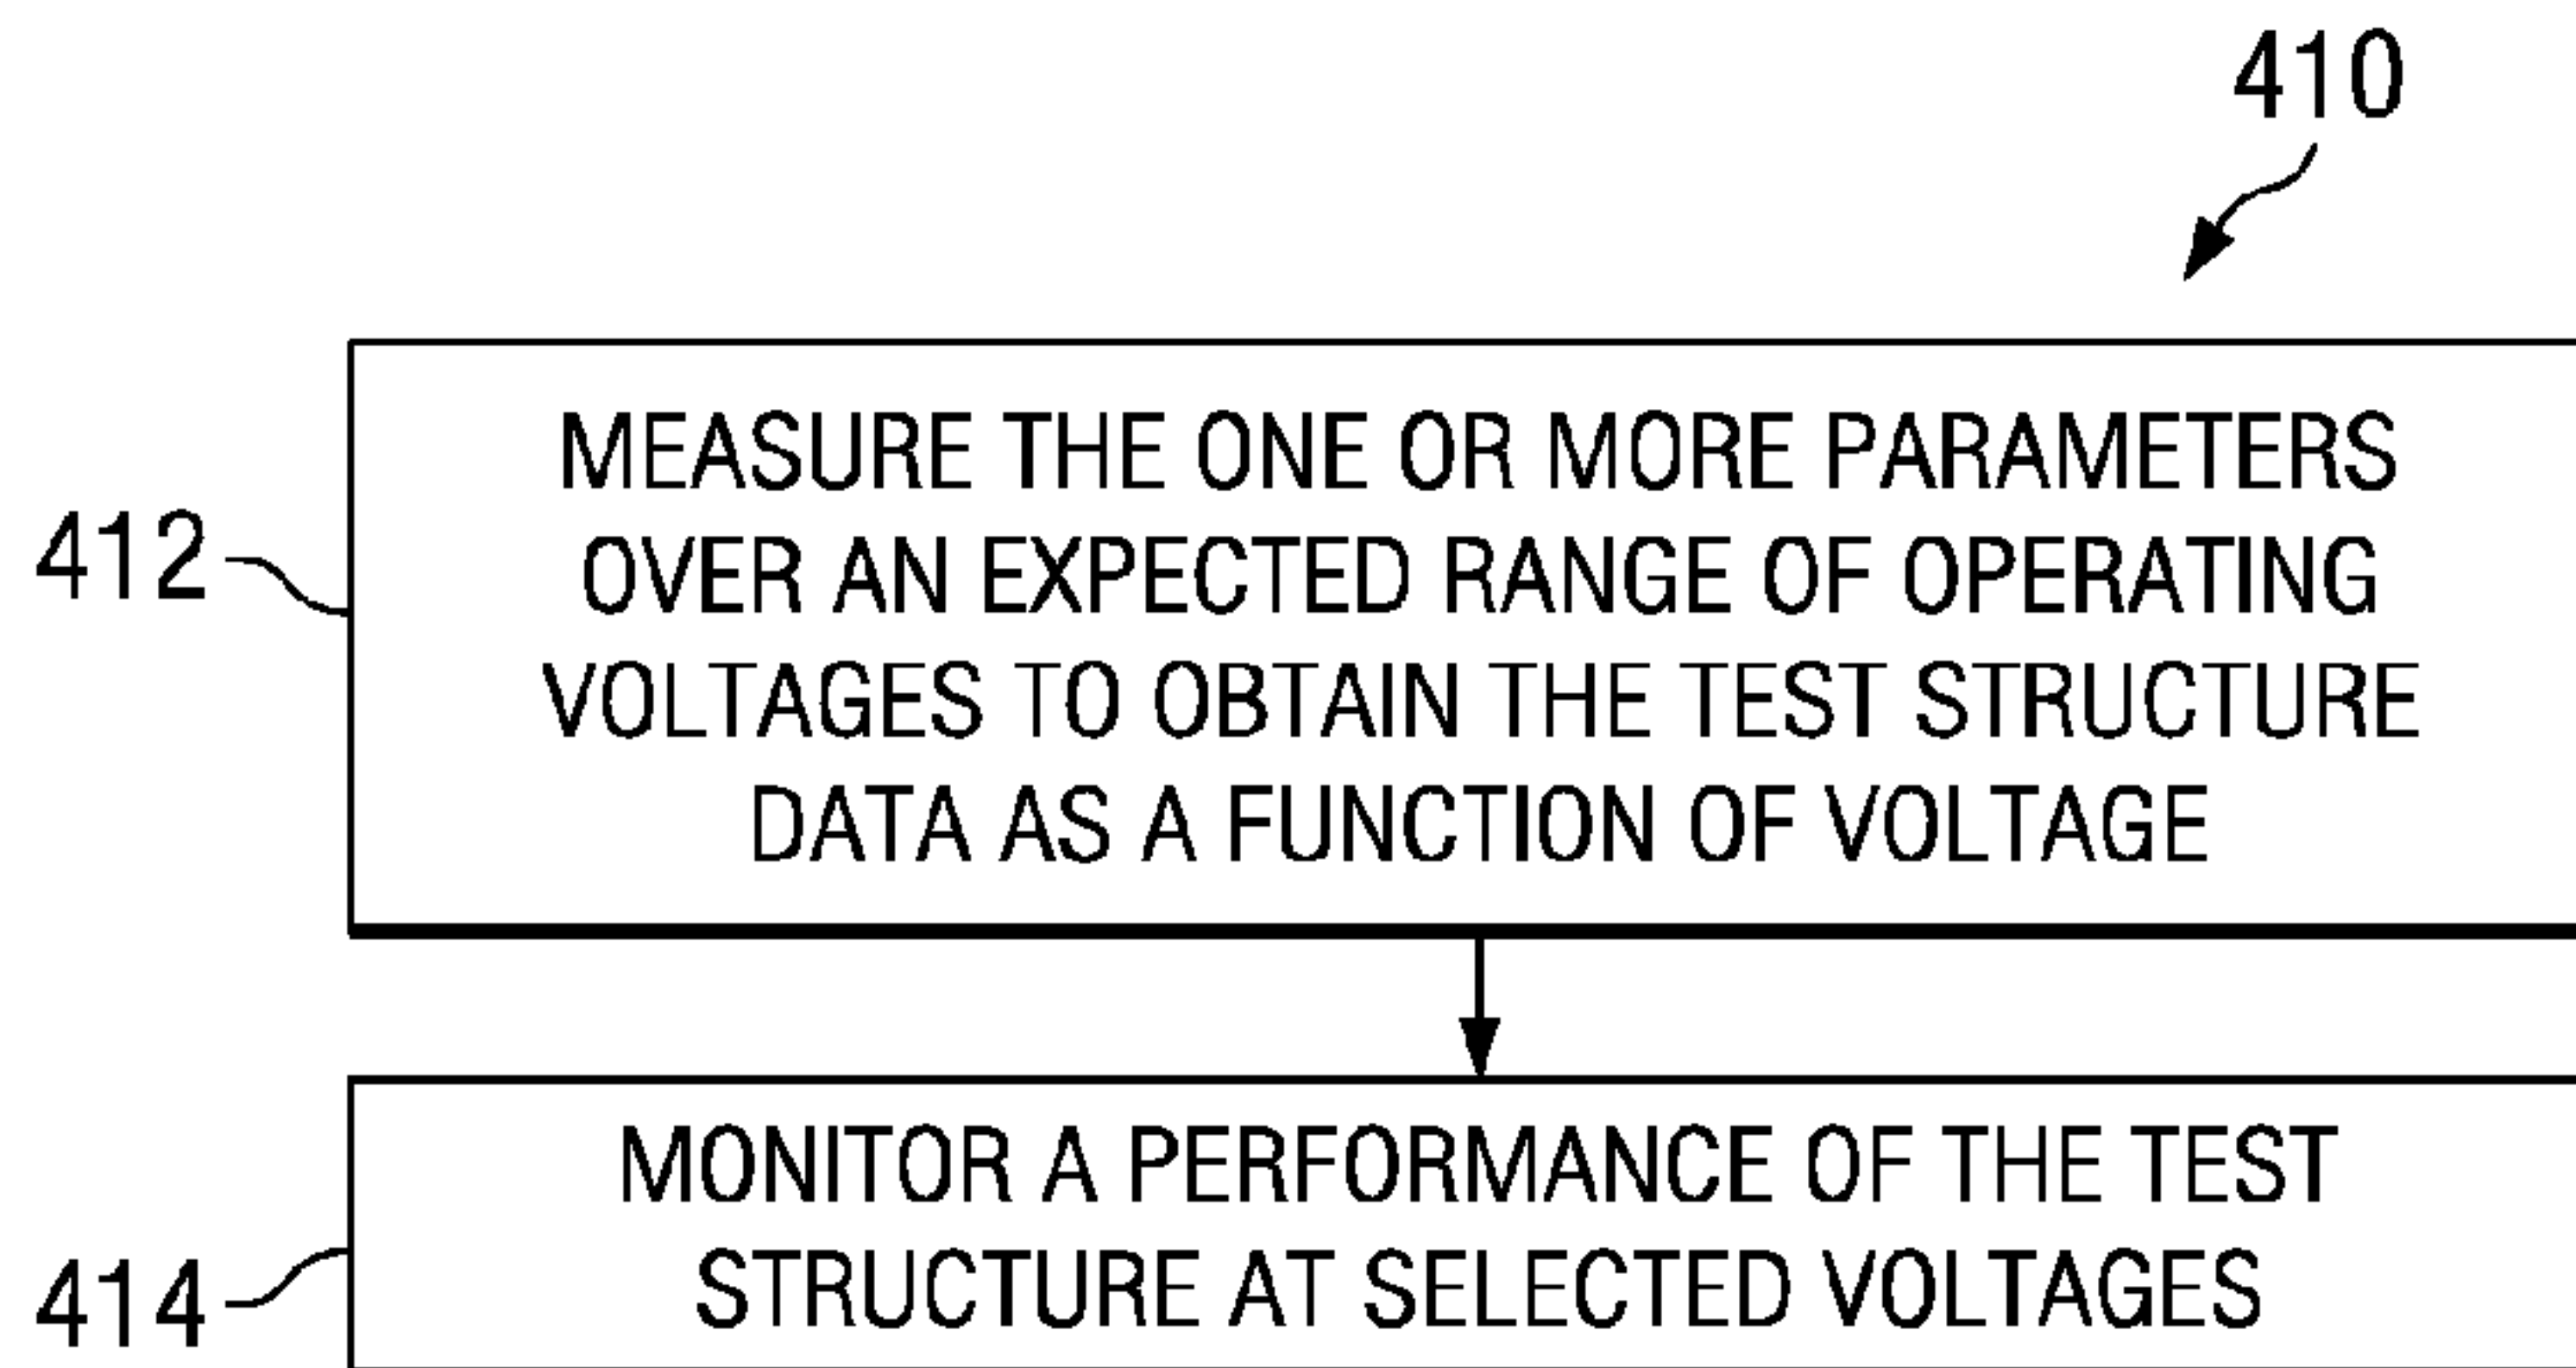 410
412
MEASURE THE ONE OR MORE PARAMETERS
OVER AN EXPECTED RANGE OF OPERATING
VOLTAGES TO OBTAIN THE TEST STRUCTURE
DATA AS A FUNCTION OF VOLTAGE
414
MONITOR A PERFORMANCE OF THE TEST
STRUCTURE AT SELECTED VOLTAGES